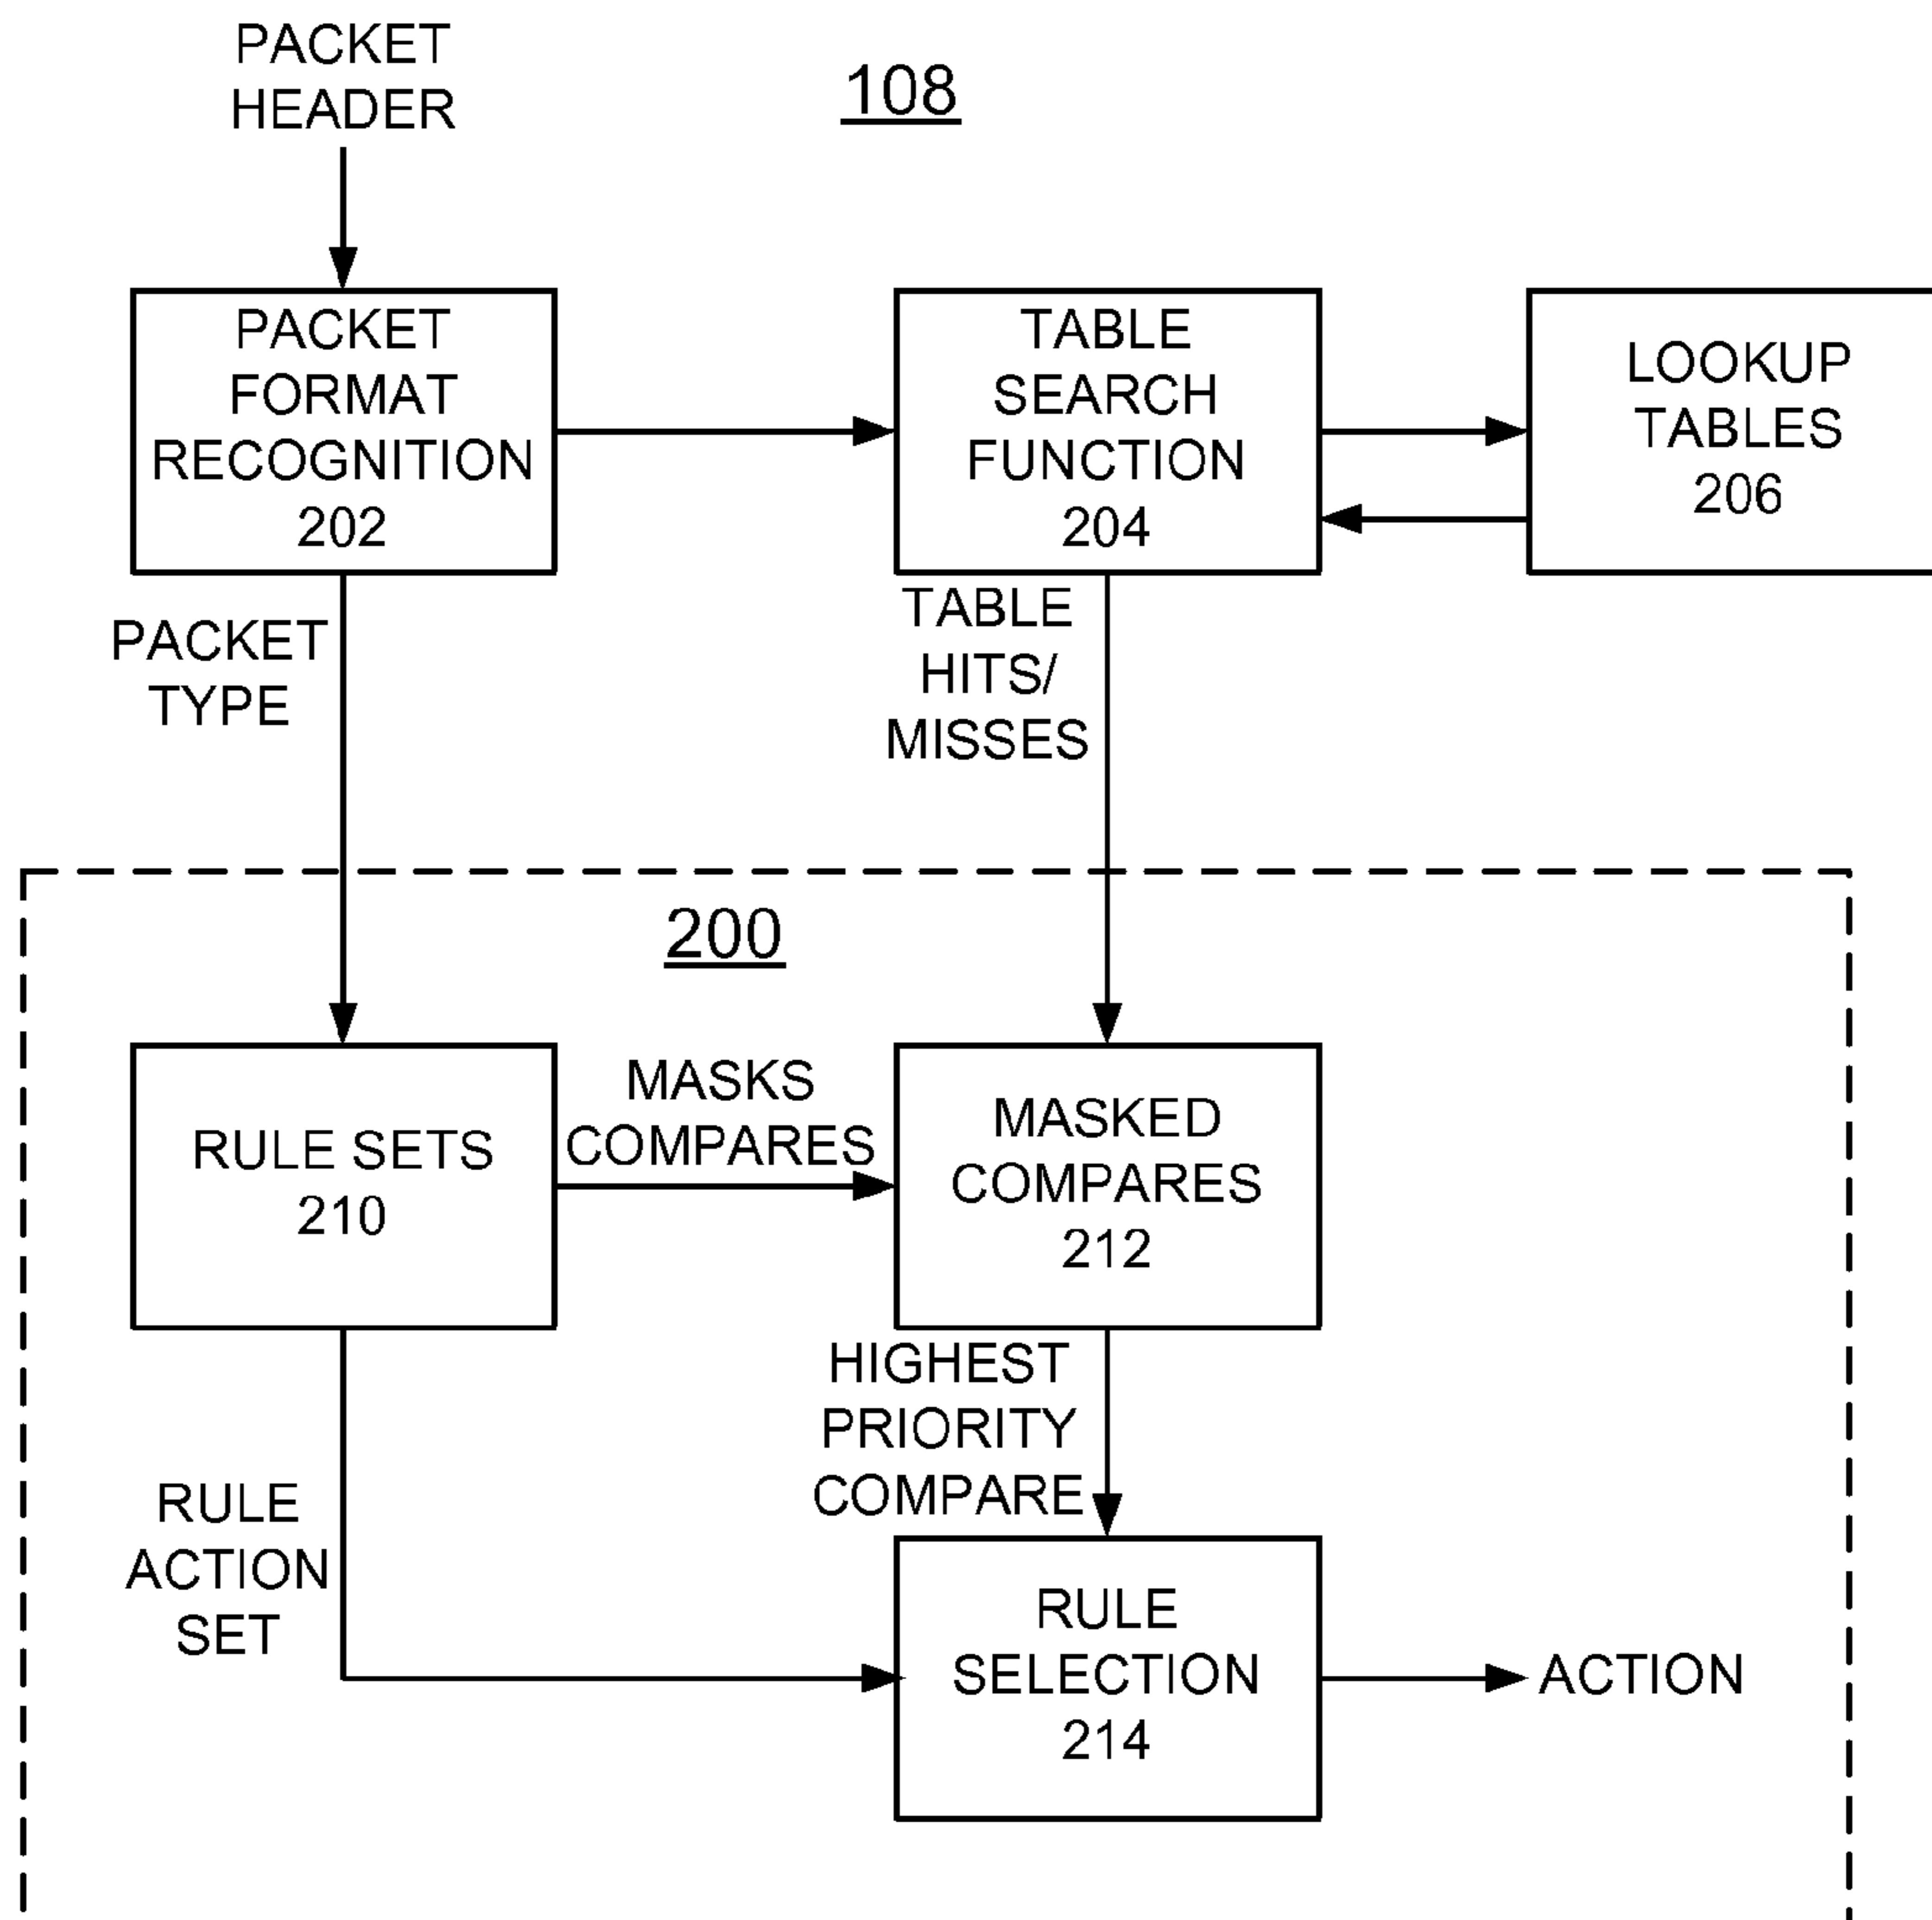 PACKET
HEADER
108
PACKET
FORMAT
RECOGNITION
202
TABLE
SEARCH
FUNCTION
204
LOOKUP
TABLES
206
PACKET
TYPE
TABLE
HITS/
MISSES
200
RULE SETS
210
MASKS
COMPARES
MASKED
COMPARES
212
HIGHEST
PRIORITY
COMPARE
RULE
ACTION
SET
RULE
SELECTION
214
ACTION